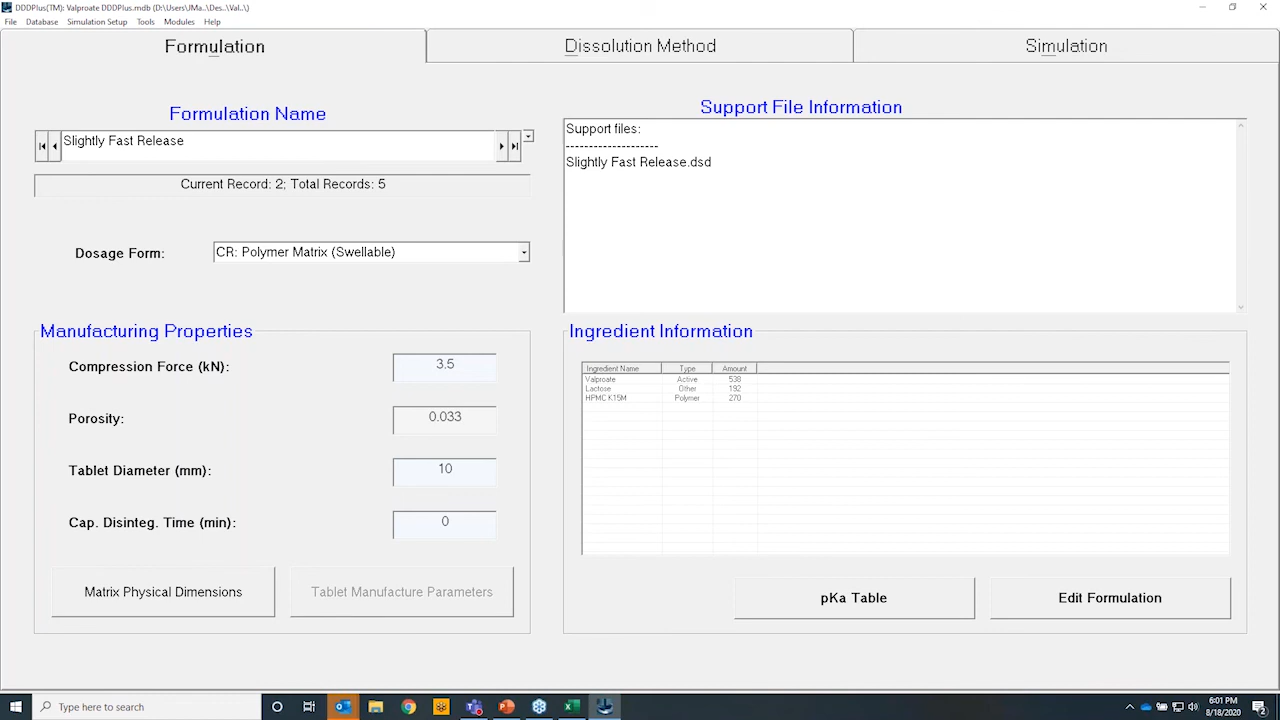 DDDPlus(TM): Valproate DDDPlus.mdb (D:\Users\JMa..\Des..\Val..\)
File Database Simulation Setup Tools Modules Help
Formulation Dissolution Method Simulation
Formulation Name
Slightly Fast Release
Current Record: 2; Total Records: 5
Dosage Form: CR: Polymer Matrix (Swellable)
Support File Information
Support files:
--------------------
Slightly Fast Release.dsd
Manufacturing Properties
Compression Force (kN): 3.5
Porosity: 0.033
Tablet Diameter (mm): 10
Cap. Disinteg. Time (min): 0
Matrix Physical Dimensions Tablet Manufacture Parameters
Ingredient Information
Ingredient Name Type Amount
Valproate Active 538
Lactose Other 192
HPMC K15M Polymer 270
pKa Table Edit Formulation
Type here to search
6:01 PM
8/18/2020